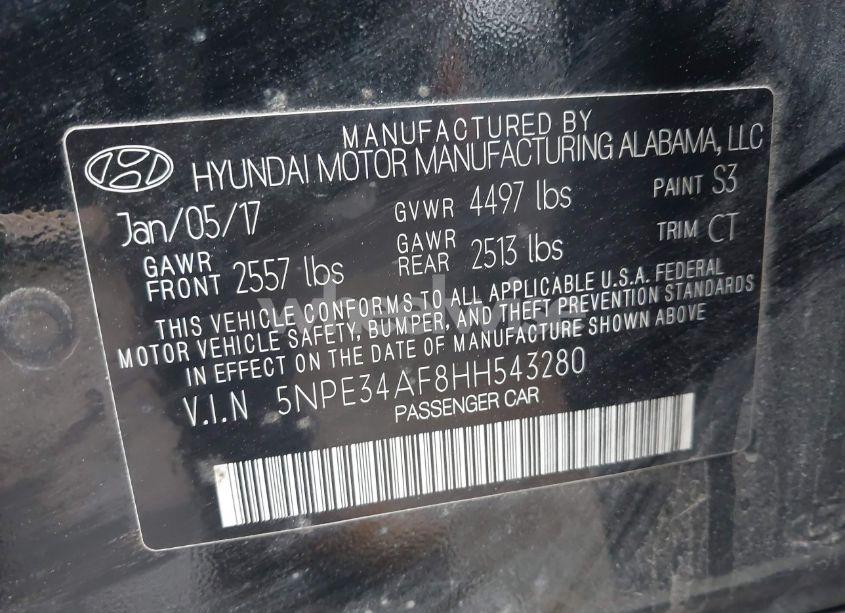 MANUFACTURED BY
HYUNDAI MOTOR MANUFACTURING ALABAMA, LLC
Jan/05/17 GVWR 4497 lbs PAINT S3
GAWR FRONT 2557 lbs GAWR REAR 2513 lbs TRIM CT
THIS VEHICLE CONFORMS TO ALL APPLICABLE U.S.A. FEDERAL
MOTOR VEHICLE SAFETY, BUMPER, AND THEFT PREVENTION STANDARDS
IN EFFECT ON THE DATE OF MANUFACTURE SHOWN ABOVE
V.I.N 5NPE34AF8HH543280
PASSENGER CAR